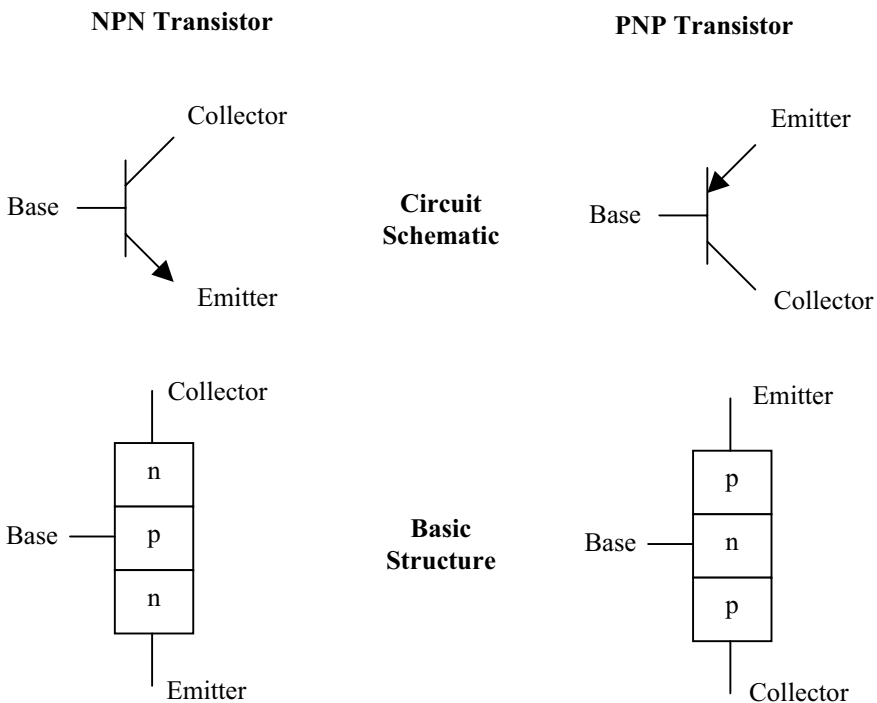 NPN Transistor
PNP Transistor
Collector
Base
Emitter
Circuit
Schematic
Emitter
Base
Collector
Collector
n
Base
p
n
Emitter
Basic
Structure
Emitter
p
Base
n
p
Collector